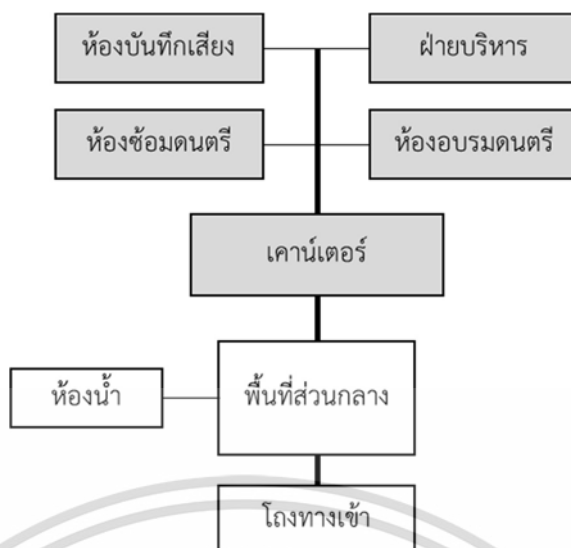 ห้องบันทึกเสียง
ฝ่ายบริหาร
ห้องซ้อมดนตรี
ห้องอบรมดนตรี
เคาน์เตอร์
ห้องน้ำ
พื้นที่ส่วนกลาง
โถงทางเข้า